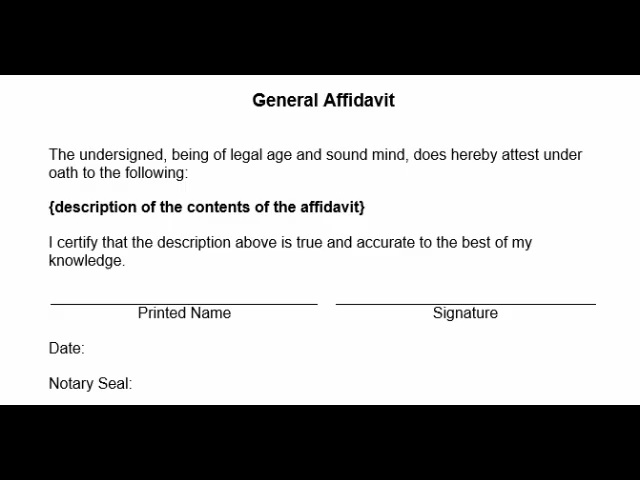 General Affidavit
The undersigned, being of legal age and sound mind, does hereby attest under
oath to the following:
{description of the contents of the affidavit}
I certify that the description above is true and accurate to the best of my
knowledge.
Printed Name Signature
Date:
Notary Seal: